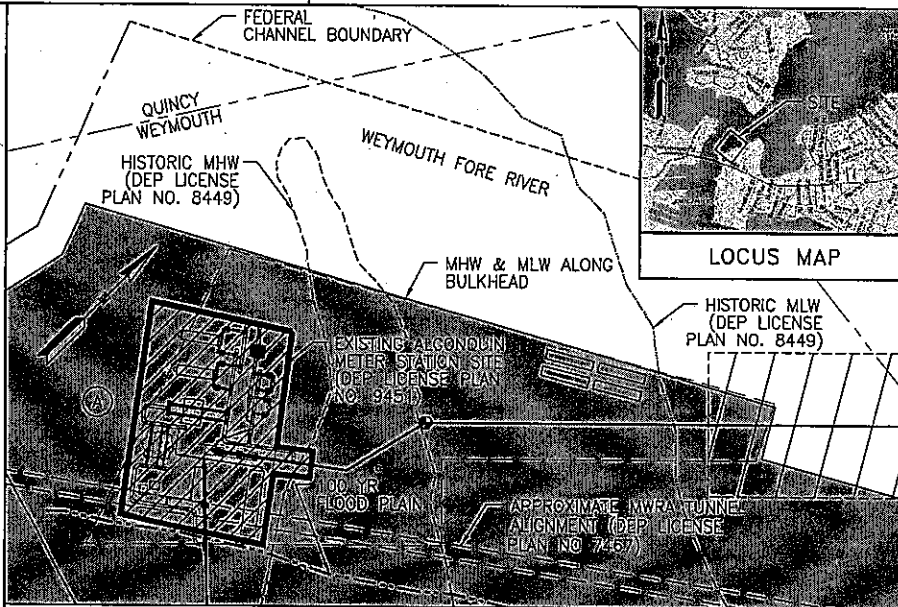 FEDERAL
CHANNEL BOUNDARY
QUINCY
WEYMOUTH
HISTORIC MHW
(DEP LICENSE
PLAN NO. 8449)
WEYMOUTH FORE RIVER
SITE
LOCUS MAP
MHW & MLW ALONG
BULKHEAD
HISTORIC MLW
(DEP LICENSE
PLAN NO. 8449)
EXISTING ALGONQUIN
METER STATION SITE
(DEP LICENSE PLAN
NO. 9451)
A
100 YR
FLOOD PLAN
APPROXIMATE MWRA TUNNEL
ALIGNMENT (DEP LICENSE
PLAN NO 7467)